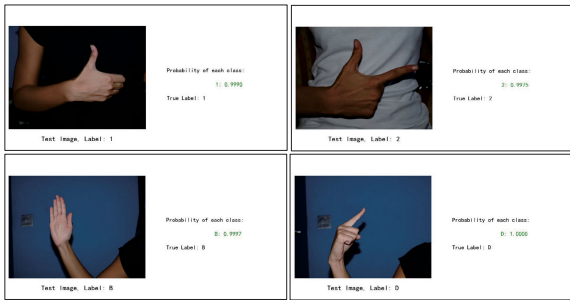 Probability of each class:
1: 0.9990
True Label: 1
Test Image, Label: 1
Probability of each class:
2: 0.9975
True Label: 2
Test Image, Label: 2
Probability of each class:
B: 0.9997
True Label: B
Test Image, Label: B
Probability of each class:
D: 1.0000
True Label: D
Test Image, Label: D